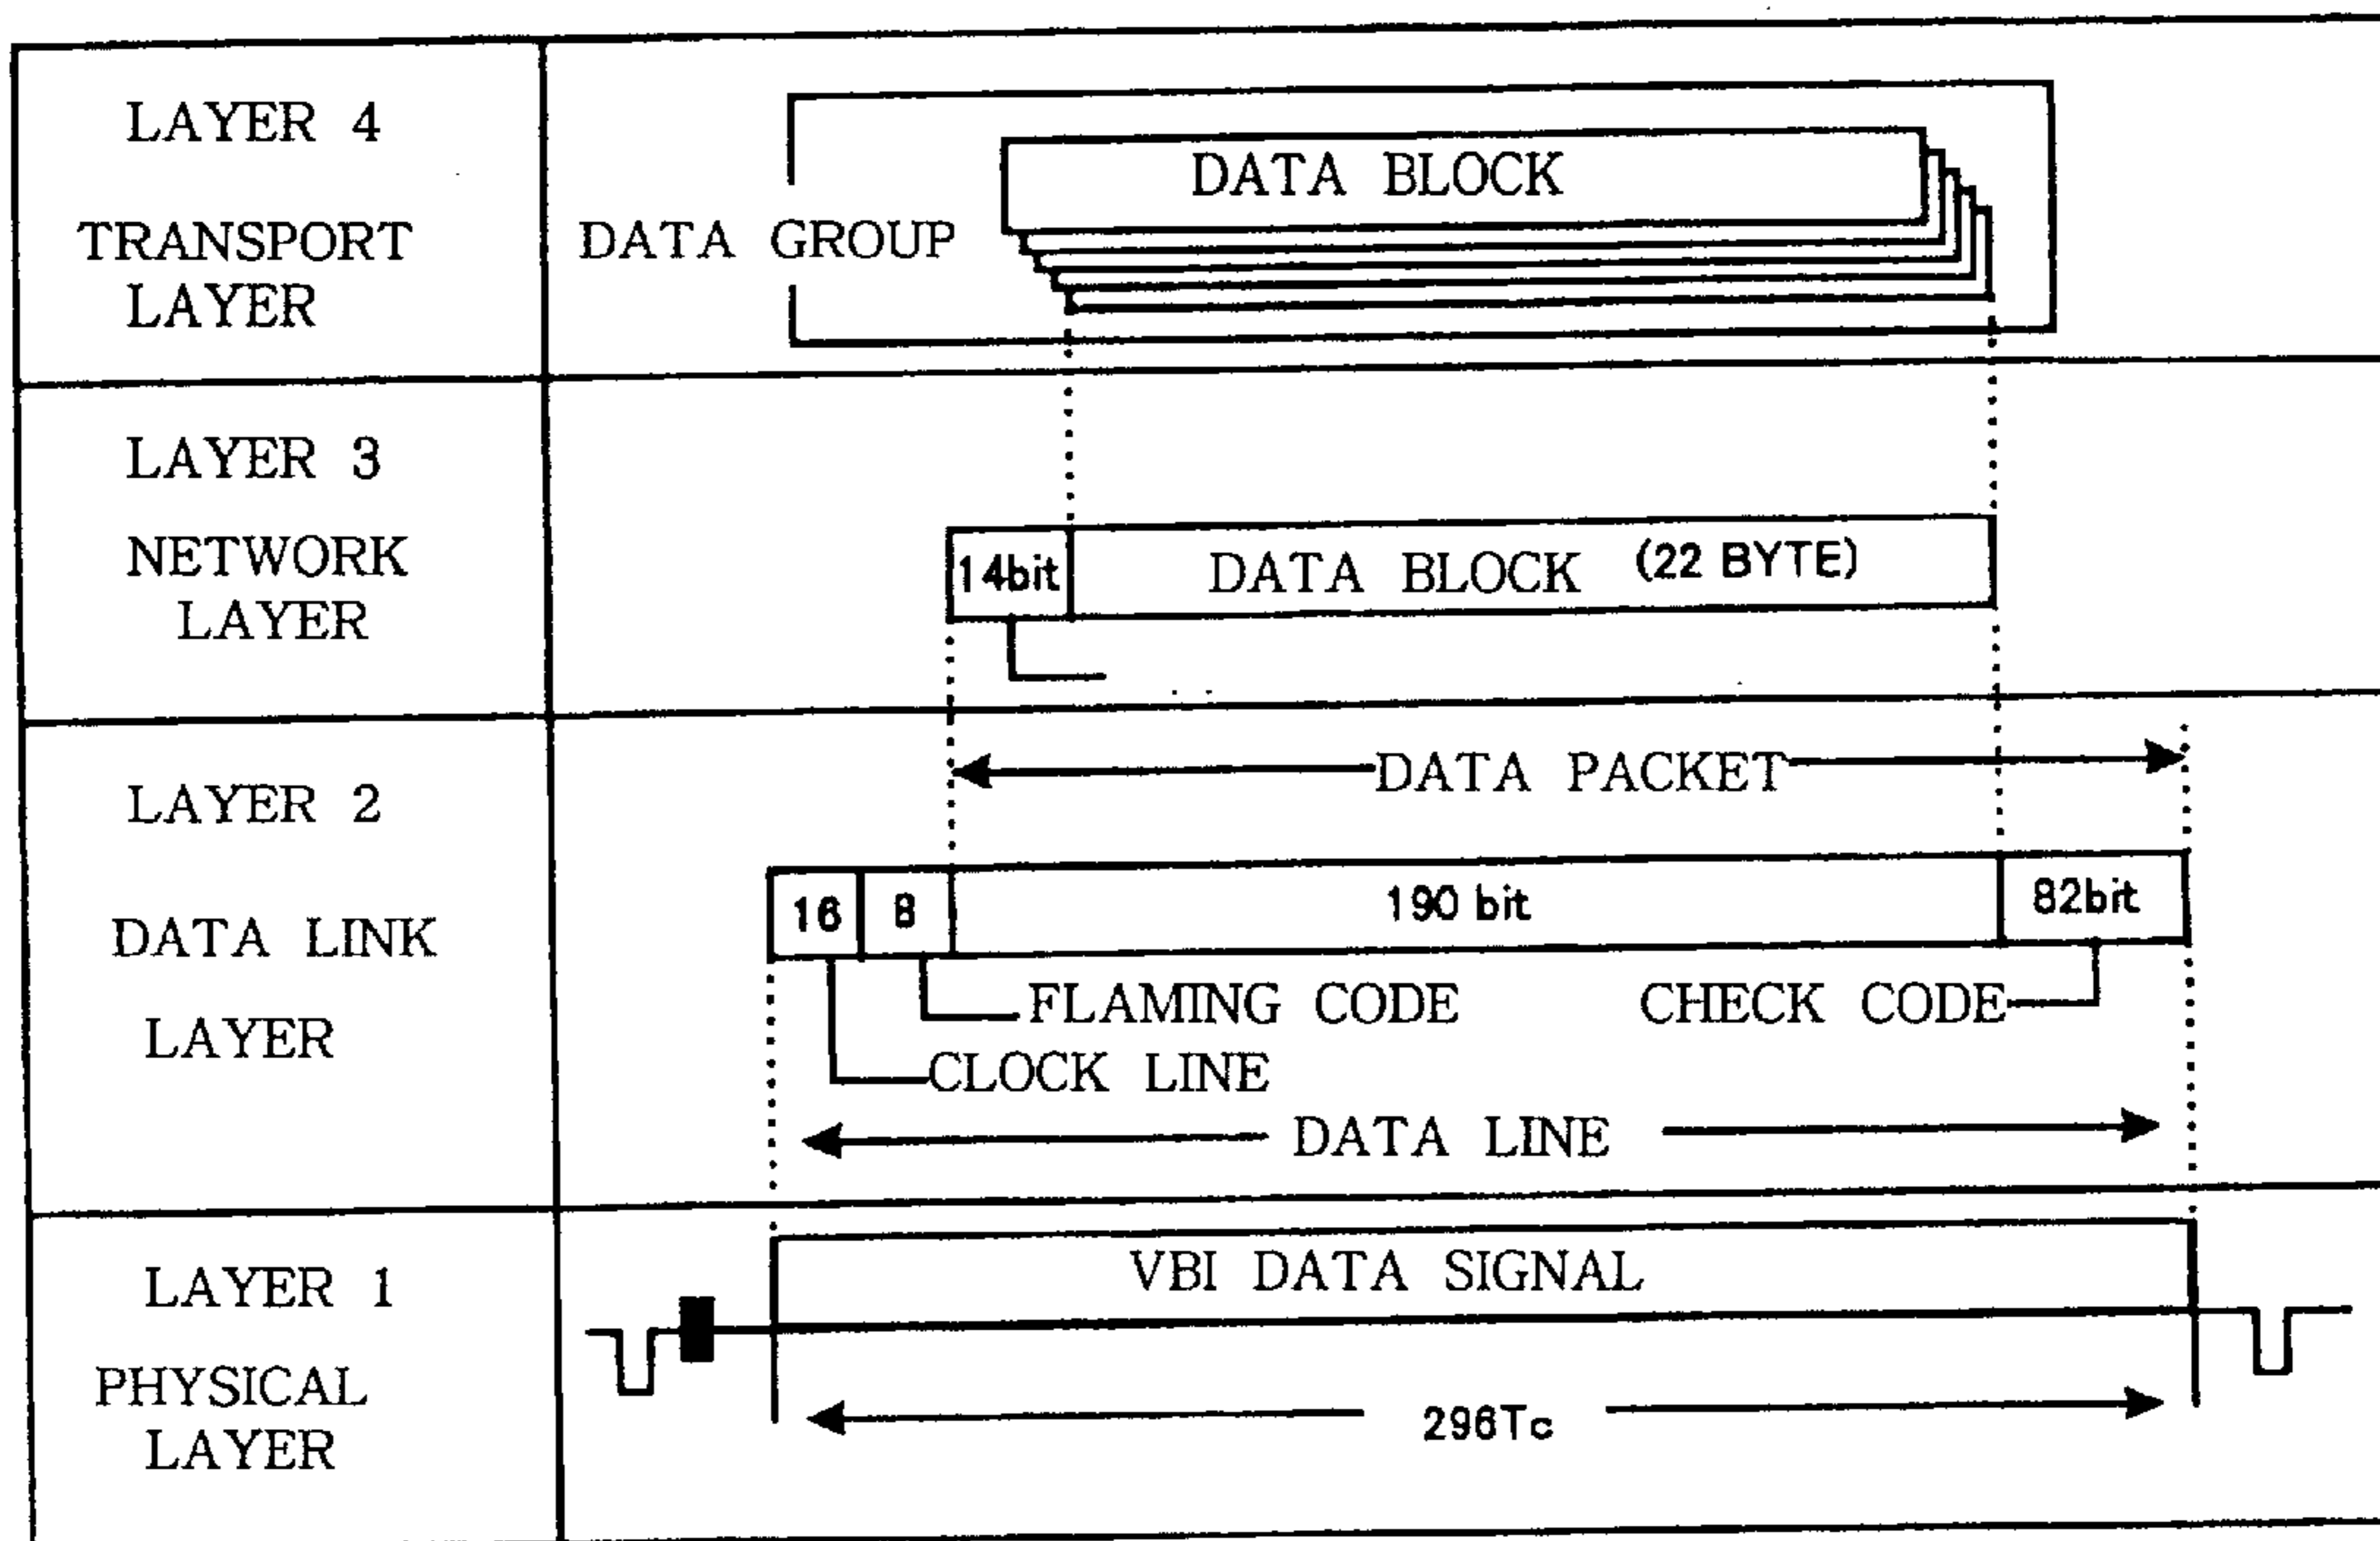 LAYER 4
TRANSPORT
LAYER
DATA GROUP
DATA BLOCK
LAYER 3
NETWORK
LAYER
14bit
DATA BLOCK (22 BYTE)
LAYER 2
DATA LINK
LAYER
DATA PACKET
16
8
190 bit
82bit
FLAMING CODE
CHECK CODE
CLOCK LINE
DATA LINE
LAYER 1
PHYSICAL
LAYER
VBI DATA SIGNAL
296Tc